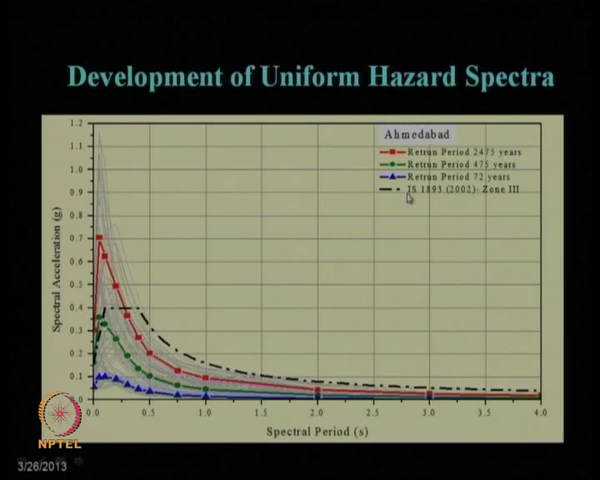 Development of Uniform Hazard Spectra
Ahmedabad
Retrun Period 2475 years
Retrun Period 475 years
Retrun Period 72 years
IS 1893 (2002)- Zone III
1.2
1.1
1.0
0.9
0.8
0.7
0.6
0.5
0.4
0.3
0.2
0.1
0.0
Spectral Acceleration (g)
0.0 0.5 1.0 1.5 2.0 2.5 3.0 3.5 4.0
Spectral Period (s)
NPTEL
3/26/2013